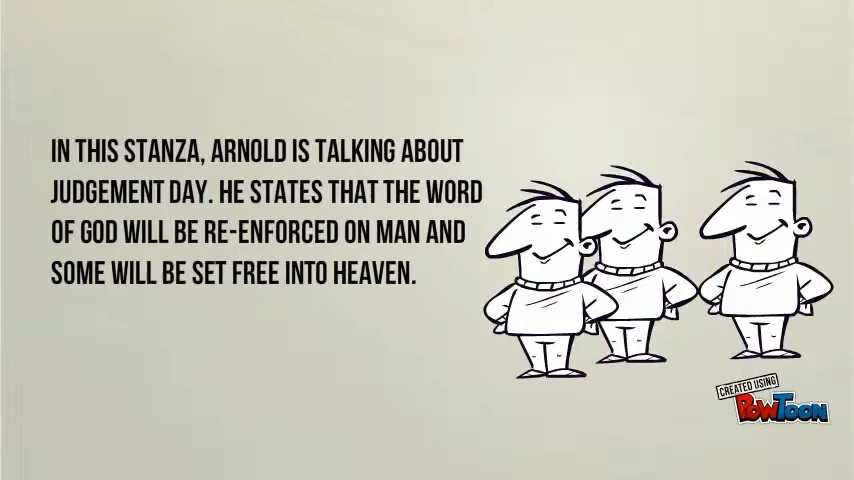 IN THIS STANZA, ARNOLD IS TALKING ABOUT
JUDGEMENT DAY. HE STATES THAT THE WORD
OF GOD WILL BE RE-ENFORCED ON MAN AND
SOME WILL BE SET FREE INTO HEAVEN.
CREATED USING
POWTOON